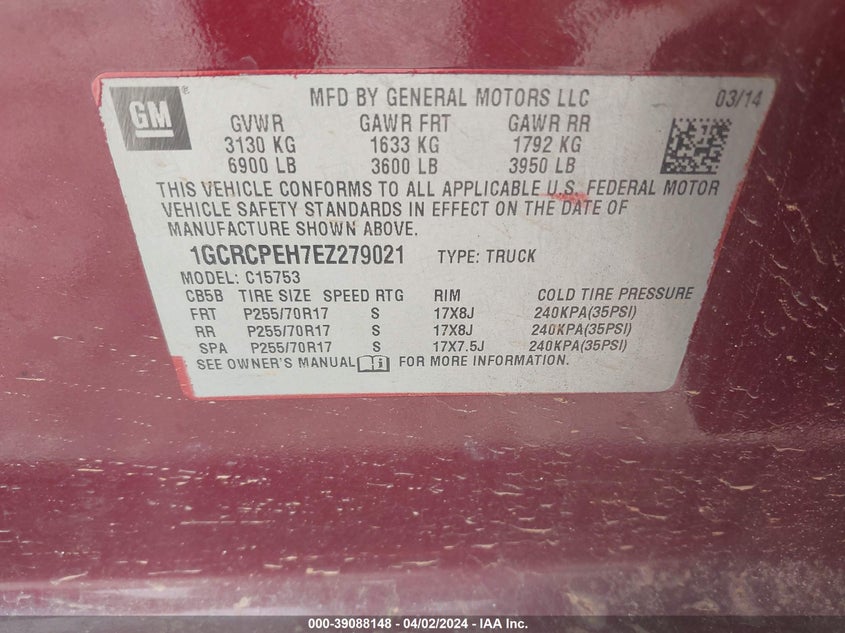 GM
MFD BY GENERAL MOTORS LLC 03/14
GVWR GAWR FRT GAWR RR
3130 KG 1633 KG 1792 KG
6900 LB 3600 LB 3950 LB
THIS VEHICLE CONFORMS TO ALL APPLICABLE U.S. FEDERAL MOTOR
VEHICLE SAFETY STANDARDS IN EFFECT ON THE DATE OF
MANUFACTURE SHOWN ABOVE.
1GCRCPEH7EZ279021 TYPE: TRUCK
MODEL: C15753
CB5B TIRE SIZE SPEED RTG RIM COLD TIRE PRESSURE
FRT P255/70R17 S 17X8J 240KPA(35PSI)
RR P255/70R17 S 17X8J 240KPA(35PSI)
SPA P255/70R17 S 17X7.5J 240KPA(35PSI)
SEE OWNER'S MANUAL FOR MORE INFORMATION.
000-39088148 - 04/02/2024 - IAA Inc.